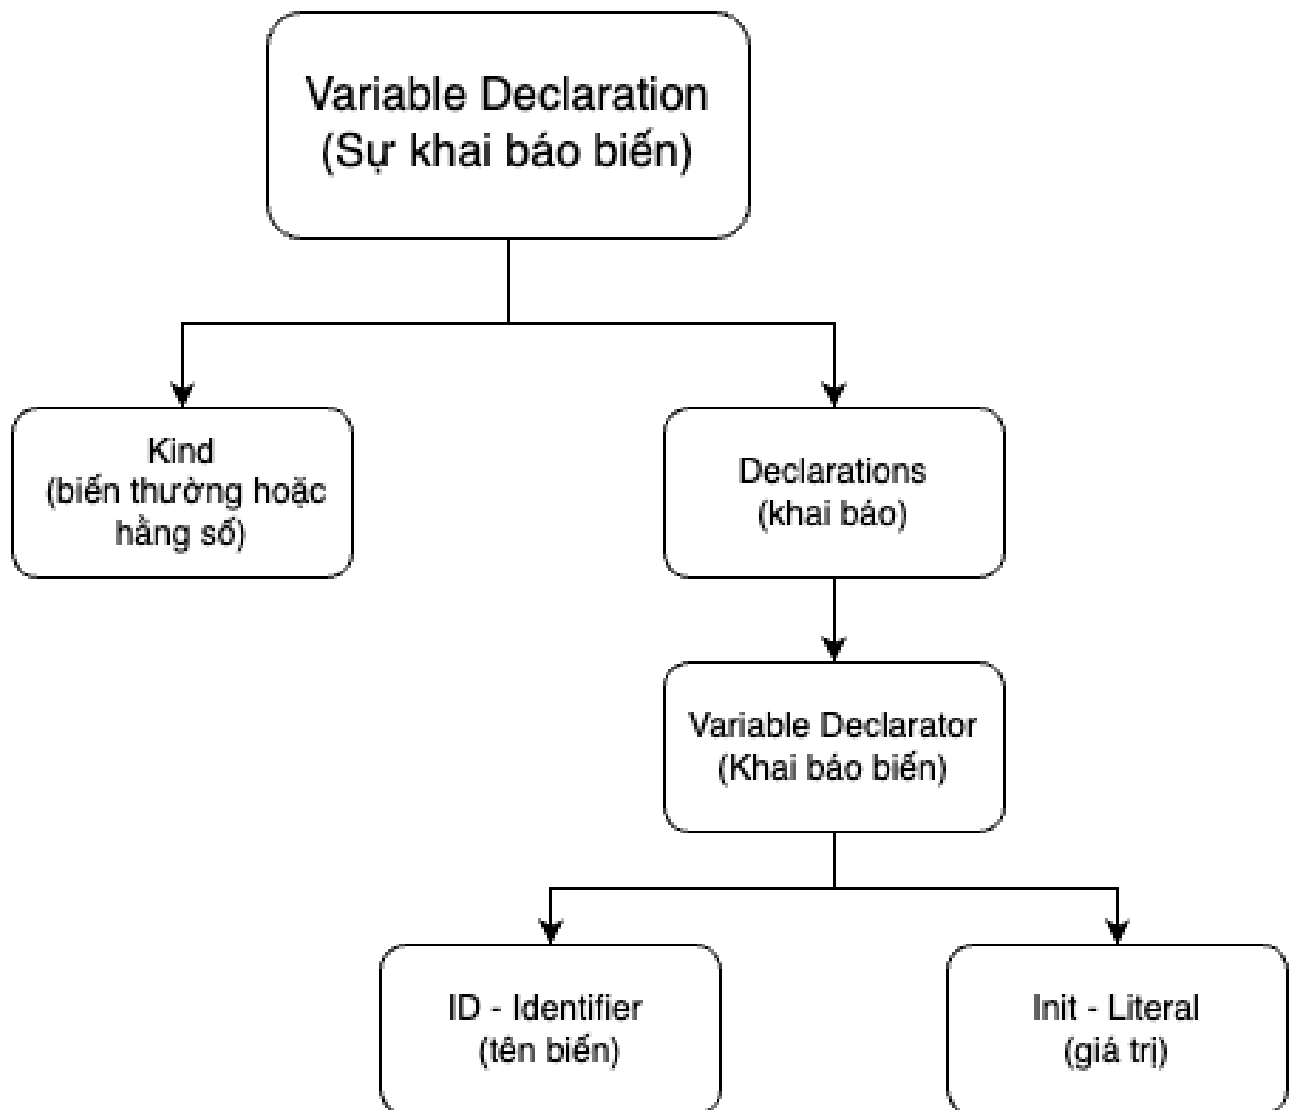 Variable Declaration
(Sự khai báo biến)
Kind
(biến thường hoặc
hằng số)
Declarations
(khai báo)
Variable Declarator
(Khai báo biến)
ID - Identifier
(tên biến)
Init - Literal
(giá trị)